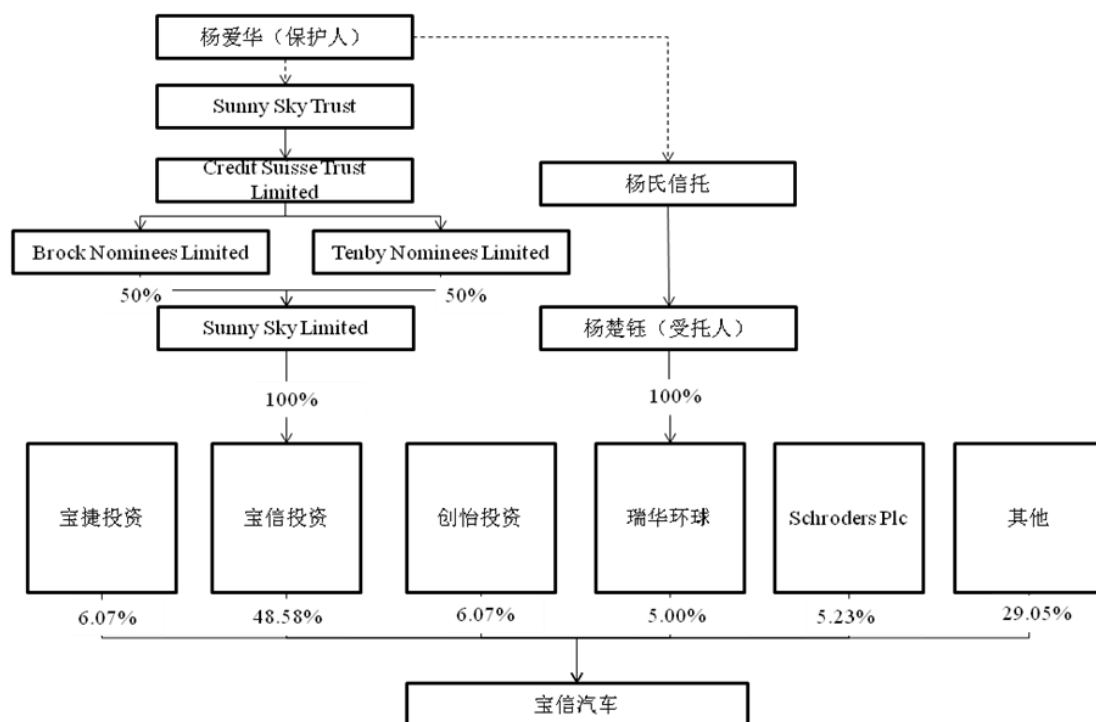 杨爱华（保护人）
Sunny Sky Trust
Credit Suisse Trust
Limited
杨氏信托
Brock Nominees Limited
Tenby Nominees Limited
50%
50%
Sunny Sky Limited
杨楚钰（受托人）
100%
100%
宝捷投资
宝信投资
创怡投资
瑞华环球
Schroders Plc
其他
6.07%
48.58%
6.07%
5.00%
5.23%
29.05%
宝信汽车